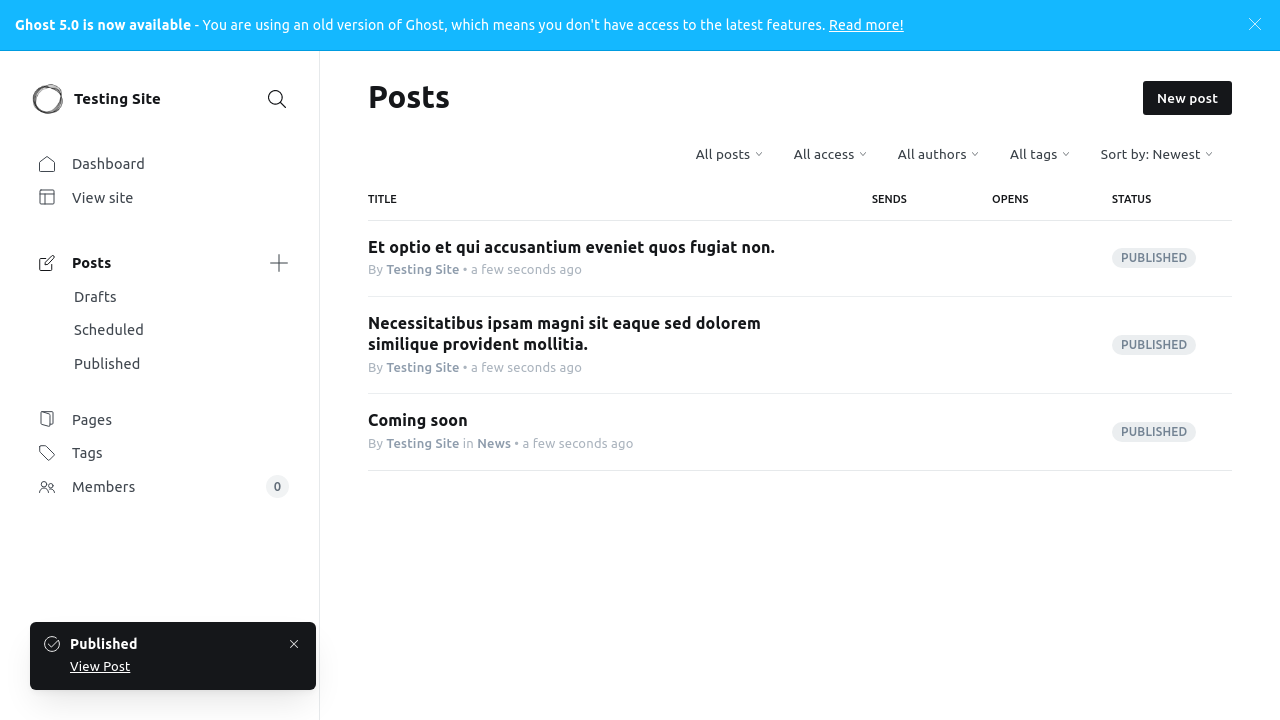 Ghost 5.0 is now available - You are using an old version of Ghost, which means you don't have access to the latest features. Read more!
Testing Site
Dashboard
View site
Posts
Drafts
Scheduled
Published
Pages
Tags
Members 0
Published
View Post
Posts
New post
All posts All access All authors All tags Sort by: Newest
TITLE SENDS OPENS STATUS
Et optio et qui accusantium eveniet quos fugiat non.
By Testing Site • a few seconds ago
PUBLISHED
Necessitatibus ipsam magni sit eaque sed dolorem
similique provident mollitia.
By Testing Site • a few seconds ago
PUBLISHED
Coming soon
By Testing Site in News • a few seconds ago
PUBLISHED